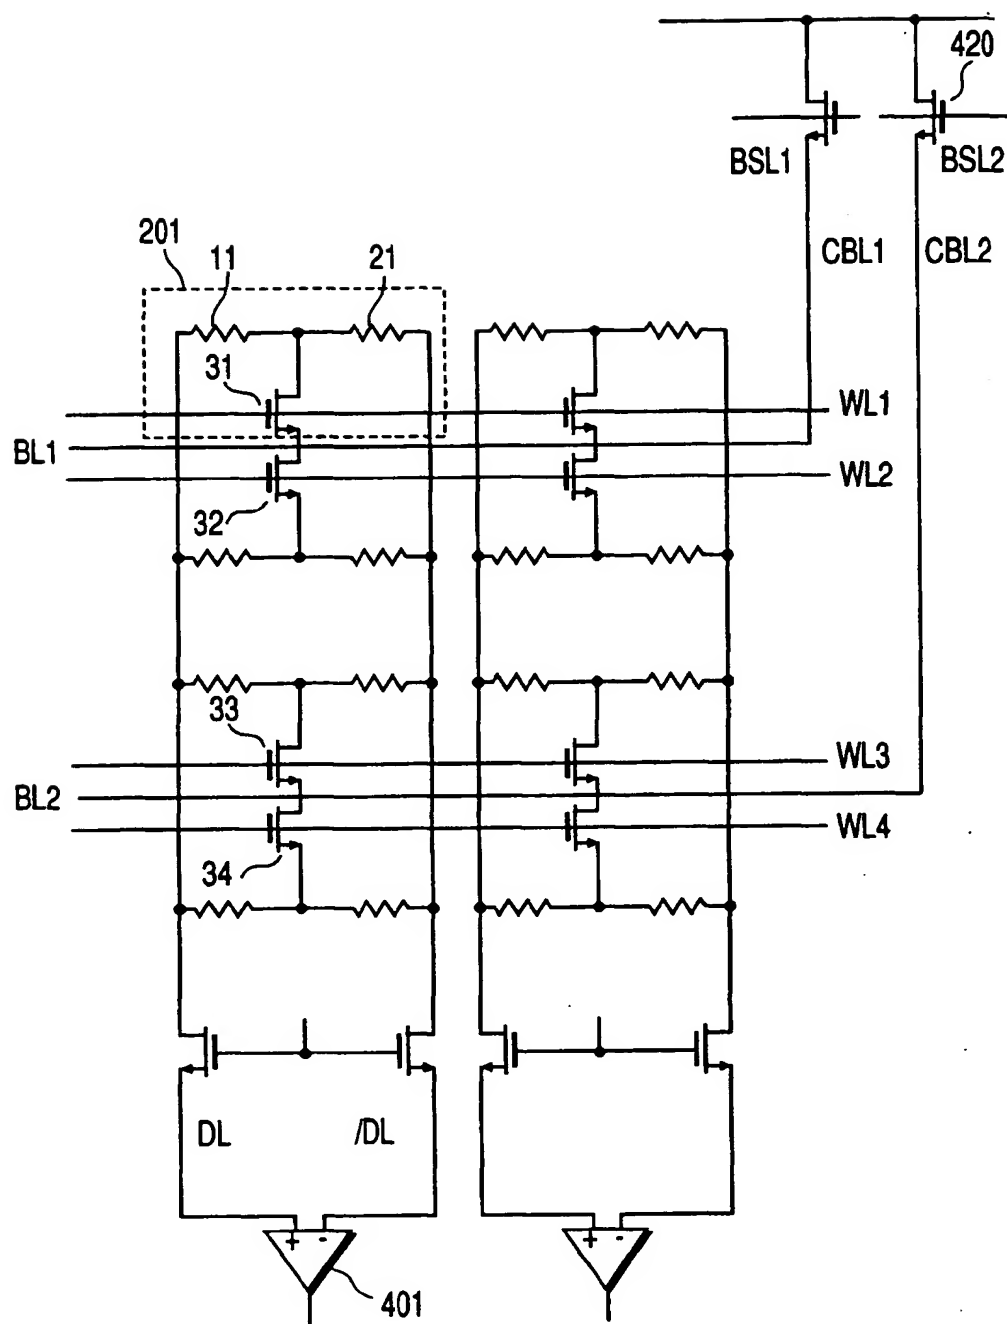 420
BSL1
BSL2
201
11
21
CBL1
CBL2
31
WL1
BL1
WL2
32
33
WL3
BL2
WL4
34
DL
/DL
+ -
+ -
401